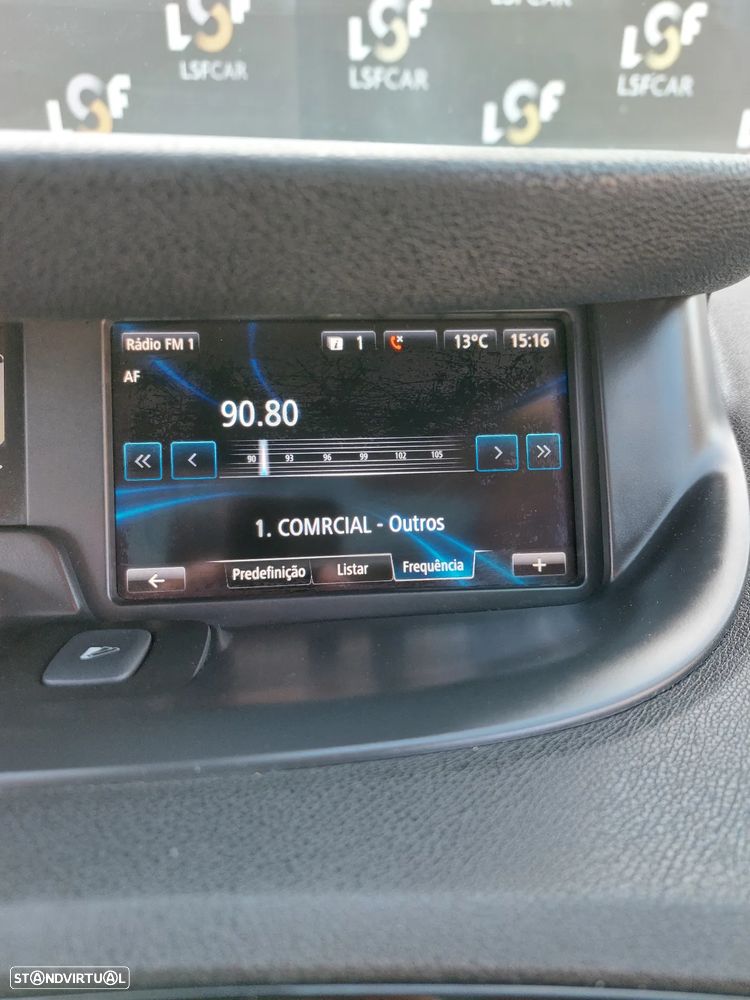 LSF LSF LSF
LSFCAR LSFCAR LSFCAR
LSF LSF
Rádio FM 1 i 1 13°C 15:16
AF
90.80
90 93 96 99 102 105
1. COMRCIAL - Outros
Predefinição Listar Frequência +
STANDVIRTUAL